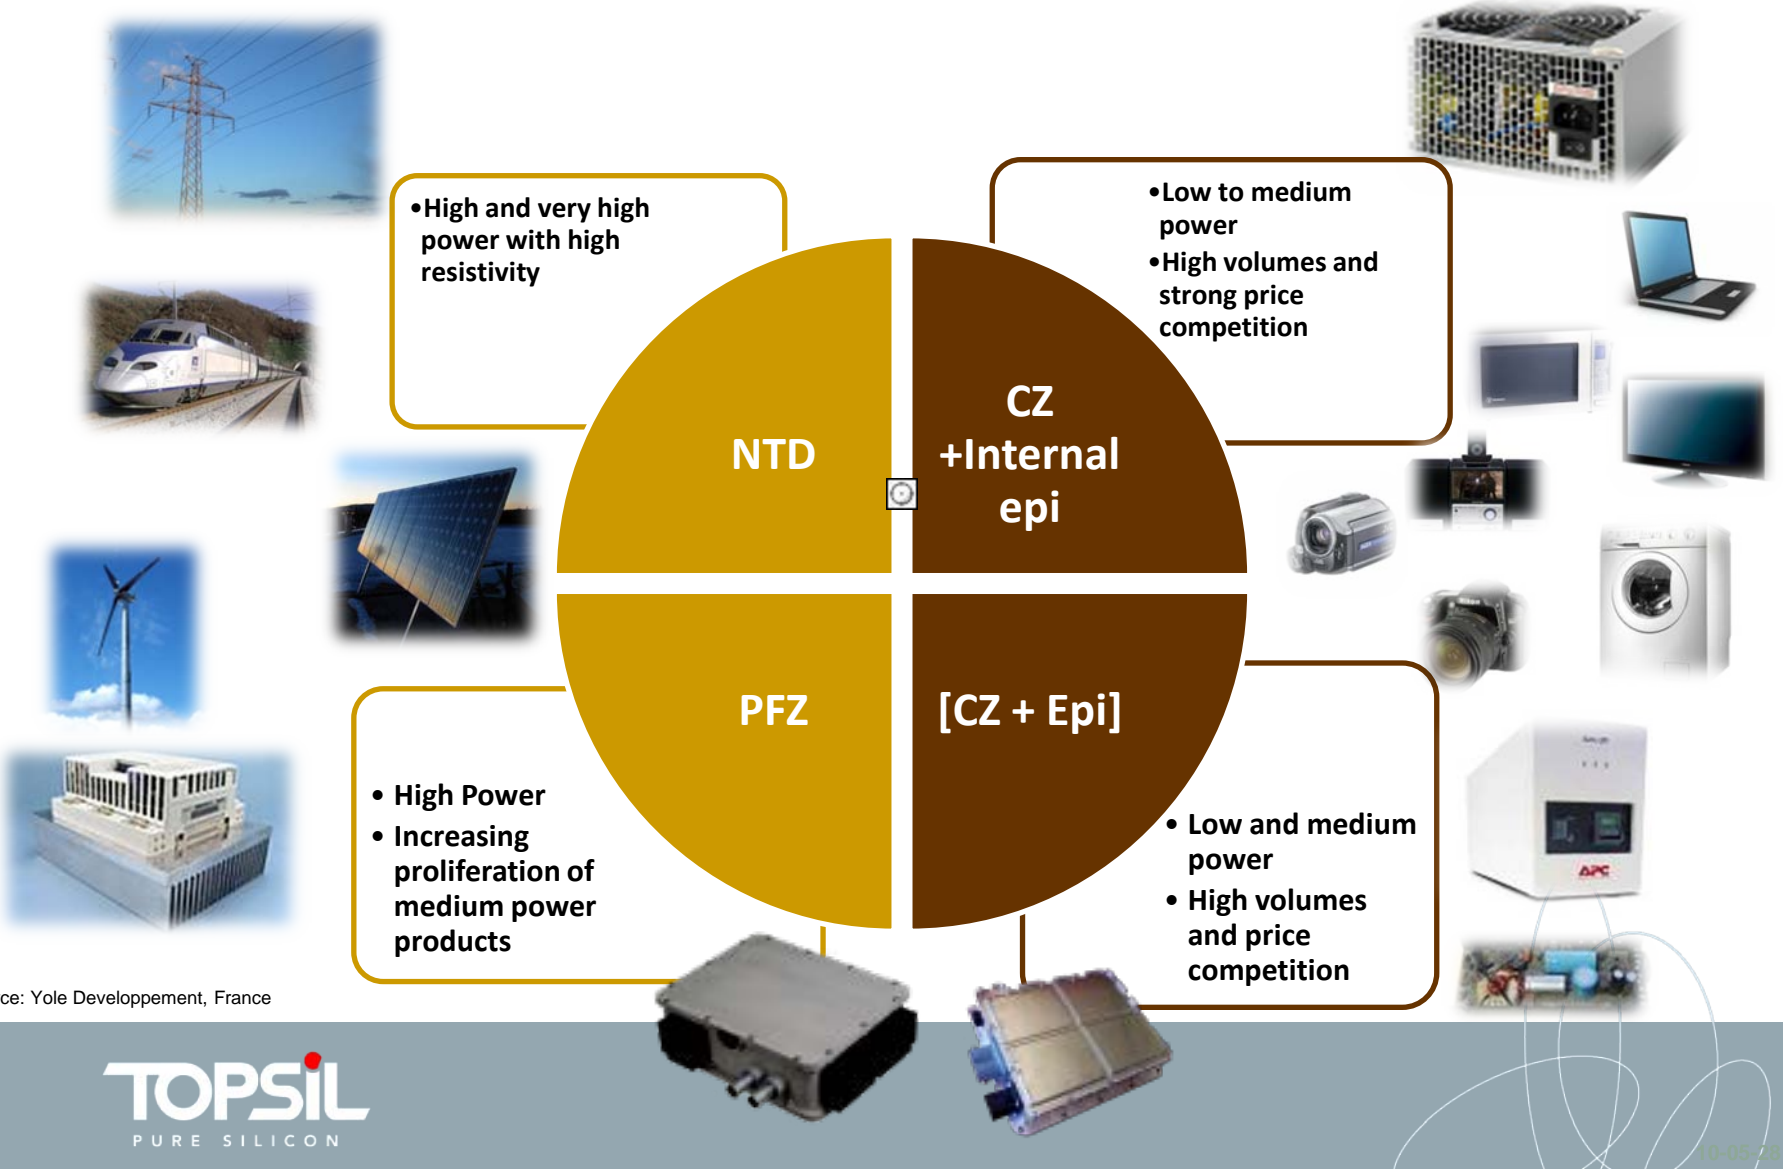 •High and very high
power with high
resistivity
•Low to medium
power
•High volumes and
strong price
competition
NTD
CZ
+Internal
epi
PFZ
[CZ + Epi]
• High Power
• Increasing
proliferation of
medium power
products
• Low and medium
power
• High volumes
and price
competition
APC
Nikon
ce: Yole Developpement, France
TOPSiL
PURE SILICON